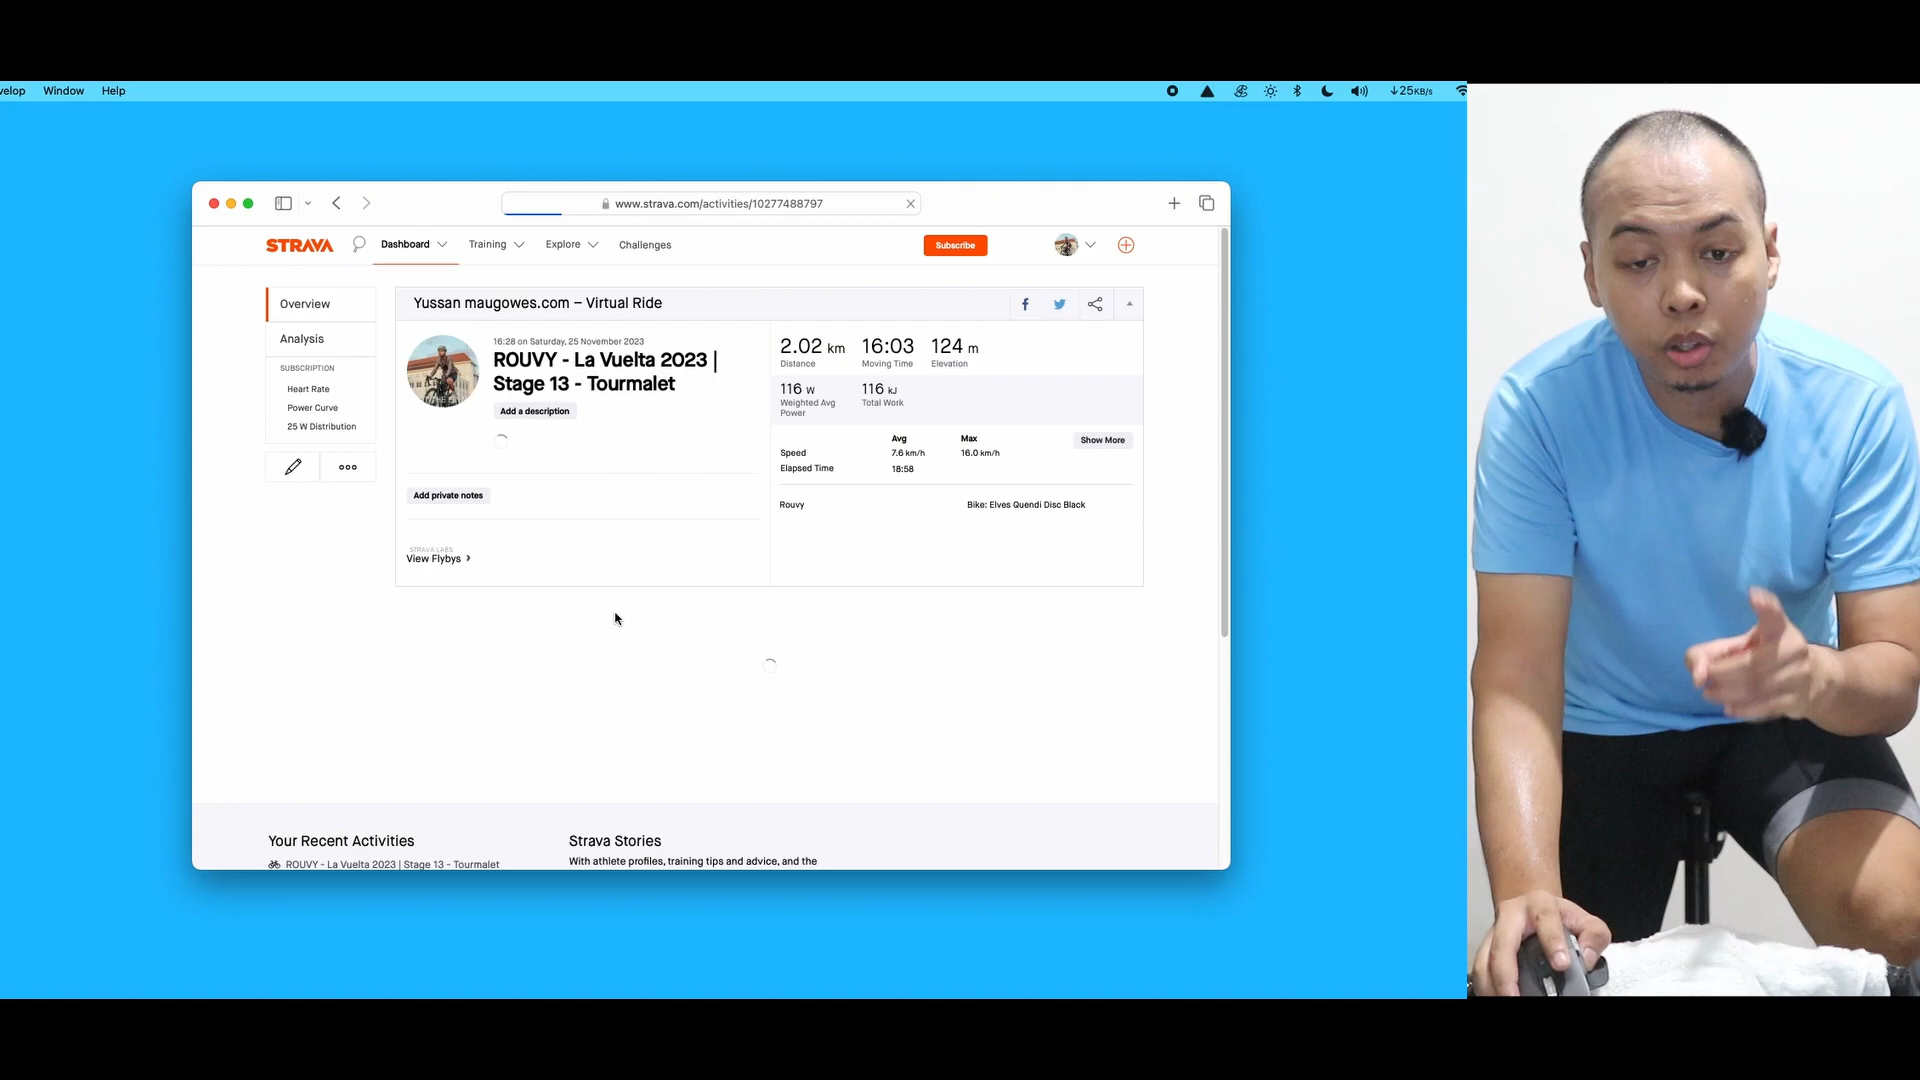 velop Window Help
25KB/s
www.strava.com/activities/10277488797
STRAVA Dashboard Training Explore Challenges Subscribe
Overview
Analysis
SUBSCRIPTION
Heart Rate
Power Curve
25 W Distribution
Yussan maugowes.com – Virtual Ride
16:28 on Saturday, 25 November 2023
ROUVY - La Vuelta 2023 |
Stage 13 - Tourmalet
Add a description
Add private notes
STRAVA LABS
View Flybys
2.02 km 16:03 124 m
Distance Moving Time Elevation
116 W 116 kJ
Weighted Avg Total Work
Power
Avg Max Show More
Speed 7.6 km/h 16.0 km/h
Elapsed Time 18:58
Rouvy Bike: Elves Quendi Disc Black
Your Recent Activities
ROUVY - La Vuelta 2023 | Stage 13 - Tourmalet
Strava Stories
With athlete profiles, training tips and advice, and the